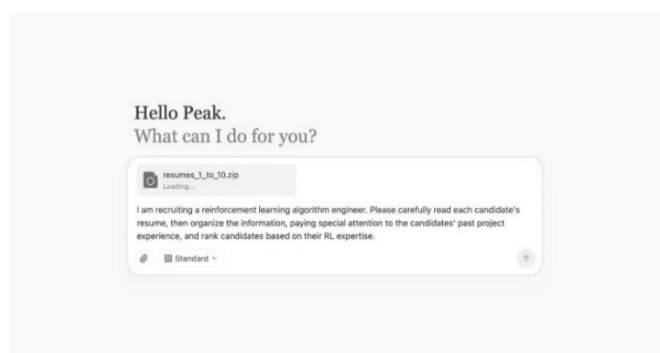 Hello Peak.
What can I do for you?
resumes_1_to_10.zip
Loading...
I am recruiting a reinforcement learning algorithm engineer. Please carefully read each candidate's
resume, then organize the information, paying special attention to the candidates' past project
experience, and rank candidates based on their RL expertise.
Standard